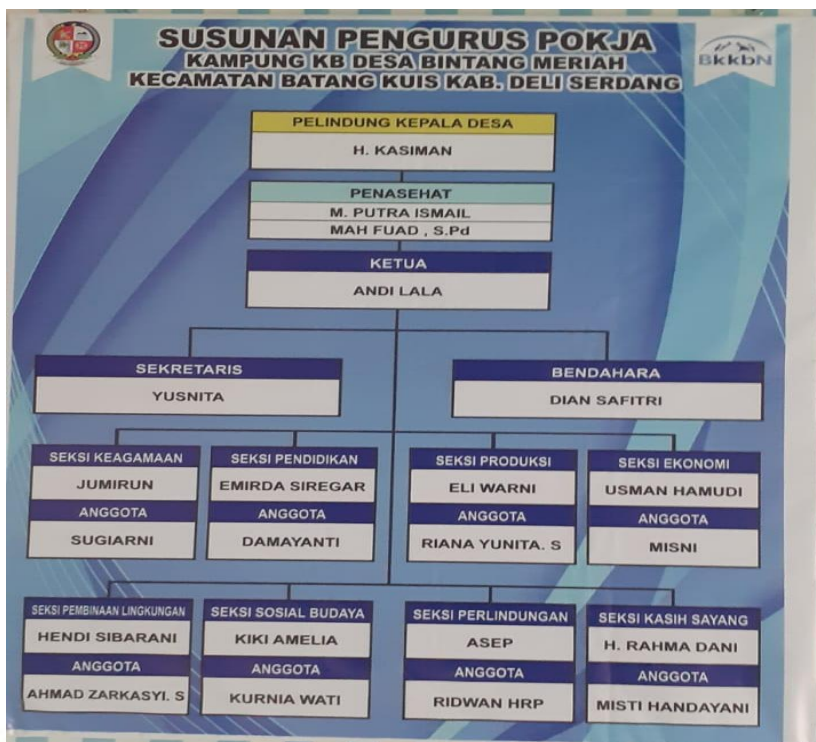 SUSUNAN PENGURUS POKJA
KAMPUNG KB DESA BINTANG MERIAH
KECAMATAN BATANG KUIS KAB. DELI SERDANG
BKKBN
PELINDUNG KEPALA DESA
H. KASIMAN
PENASEHAT
M. PUTRA ISMAIL
MAH FUAD , S.Pd
KETUA
ANDI LALA
SEKRETARIS
YUSNITA
BENDAHARA
DIAN SAFITRI
SEKSI KEAGAMAAN
JUMIRUN
ANGGOTA
SUGIARNI
SEKSI PENDIDIKAN
EMIRDA SIREGAR
ANGGOTA
DAMAYANTI
SEKSI PRODUKSI
ELI WARNI
ANGGOTA
RIANA YUNITA. S
SEKSI EKONOMI
USMAN HAMUDI
ANGGOTA
MISNI
SEKSI PEMBINAAN LINGKUNGAN
HENDI SIBARANI
ANGGOTA
AHMAD ZARKASYI. S
SEKSI SOSIAL BUDAYA
KIKI AMELIA
ANGGOTA
KURNIA WATI
SEKSI PERLINDUNGAN
ASEP
ANGGOTA
RIDWAN HRP
SEKSI KASIH SAYANG
H. RAHMA DANI
ANGGOTA
MISTI HANDAYANI